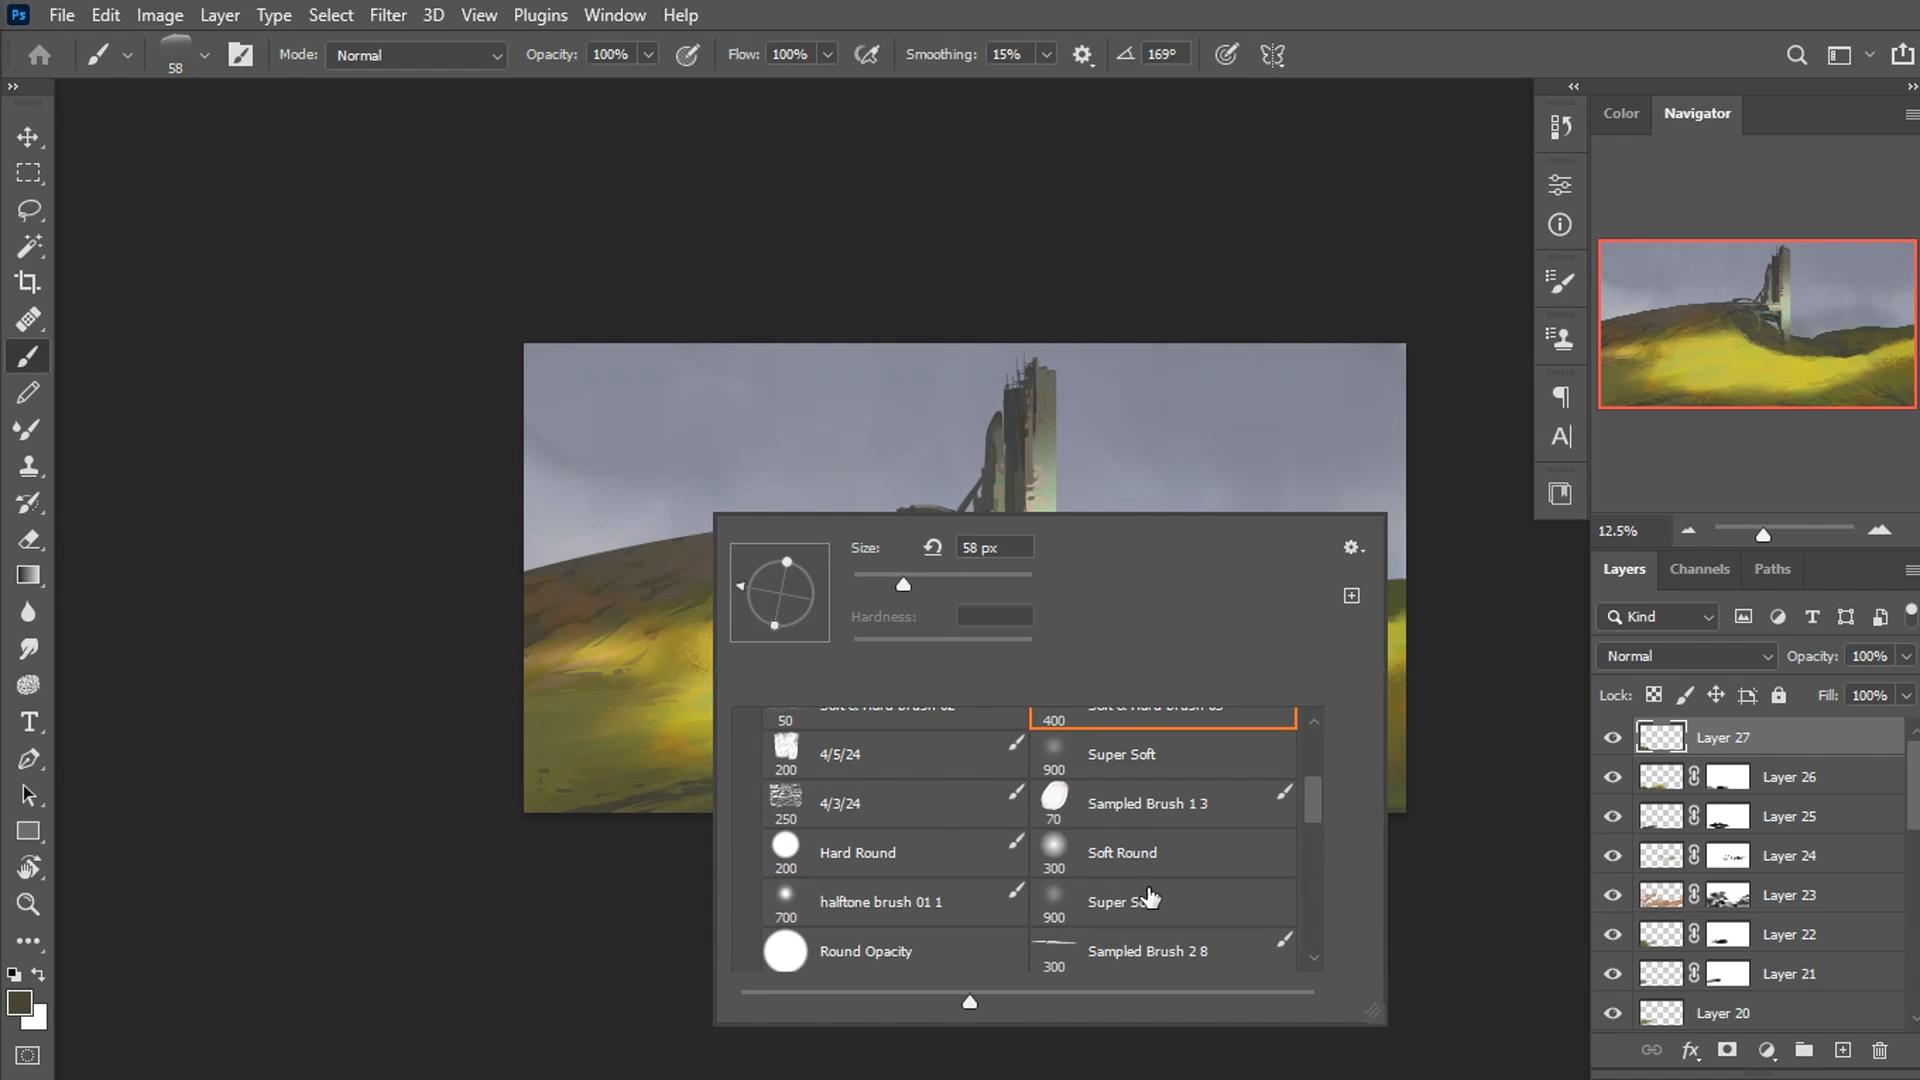 Ps File Edit Image Layer Type Select Filter 3D View Plugins Window Help
58 Mode: Normal Opacity: 100% Flow: 100% Smoothing: 15% 169°
Color Navigator
12.5%
Layers Channels Paths
Kind
Normal Opacity: 100%
Lock: Fill: 100%
Layer 27
Layer 26
Layer 25
Layer 24
Layer 23
Layer 22
Layer 21
Layer 20
fx
Size: 58 px
Hardness:
50
400
4/5/24
200
Super Soft
900
4/3/24
250
Sampled Brush 1 3
70
Hard Round
200
Soft Round
300
halftone brush 01 1
700
Super
900
Round Opacity
Sampled Brush 2 8
300